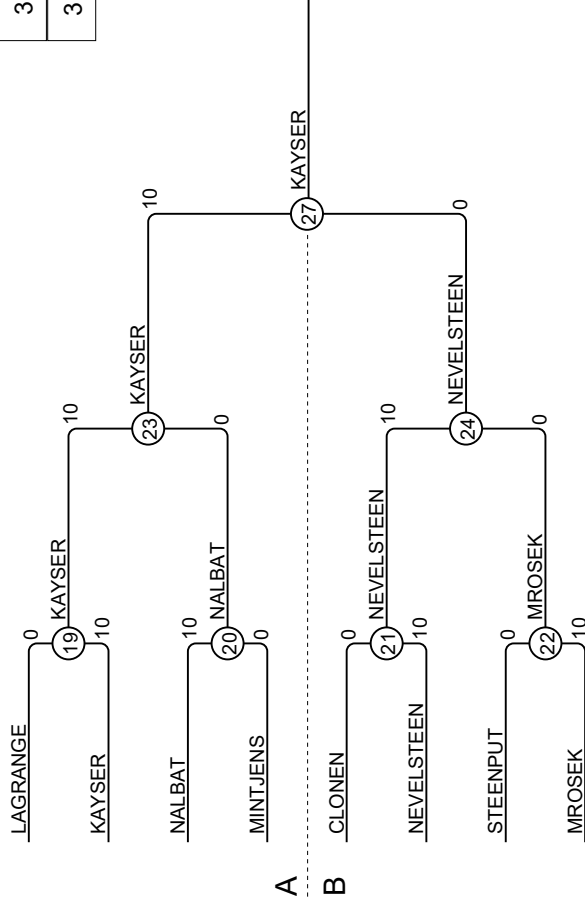 3
3
LAGRANGE
0
19
KAYSER
10
KAYSER
10
23
KAYSER
10
NALBAT
10
20
NALBAT
0
MINTJENS
0
A
27
KAYSER
B
CLONEN
0
21
NEVELSTEEN
10
NEVELSTEEN
10
24
NEVELSTEEN
0
STEENPUT
0
22
MROSEK
0
MROSEK
10